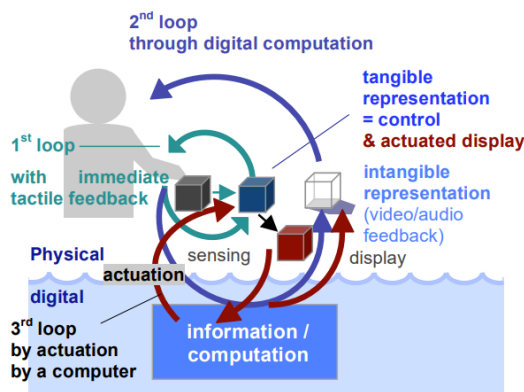 2nd loop
through digital computation
tangible
representation
= control
& actuated display
1st loop
with immediate
tactile feedback
intangible
representation
(video/audio
feedback)
sensing
display
Physical
actuation
digital
3rd loop
by actuation
by a computer
information /
computation